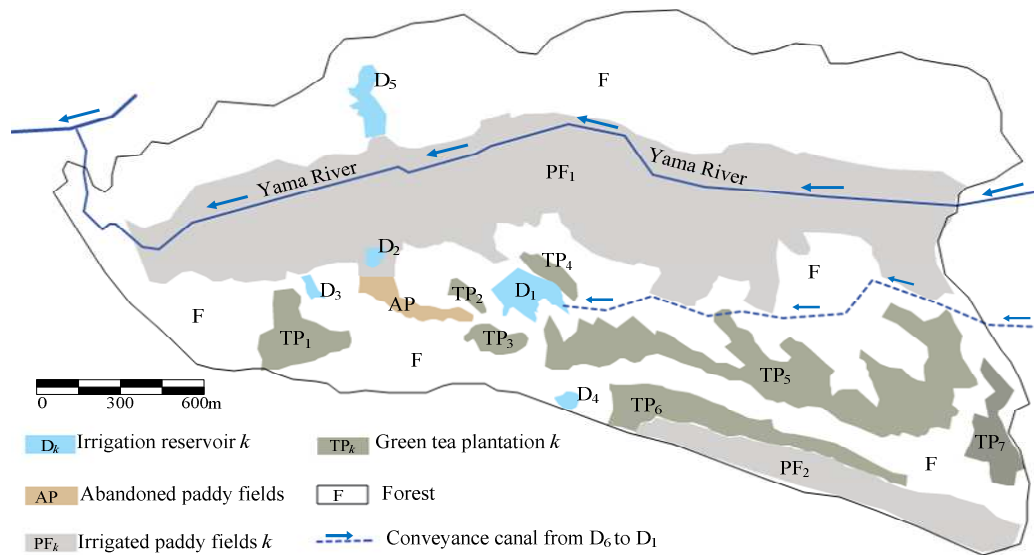 D₅
F
Yama River
Yama River
PF₁
D₂
TP₄
F
D₃
D₁
TP₂
AP
F
TP₁
TP₃
F
TP₅
D₄
TP₆
TP₇
F
PF₂
0 300 600m
Dₖ Irrigation reservoir k
TPₖ Green tea plantation k
AP Abandoned paddy fields
F Forest
PFₖ Irrigated paddy fields k
Conveyance canal from D₆ to D₁